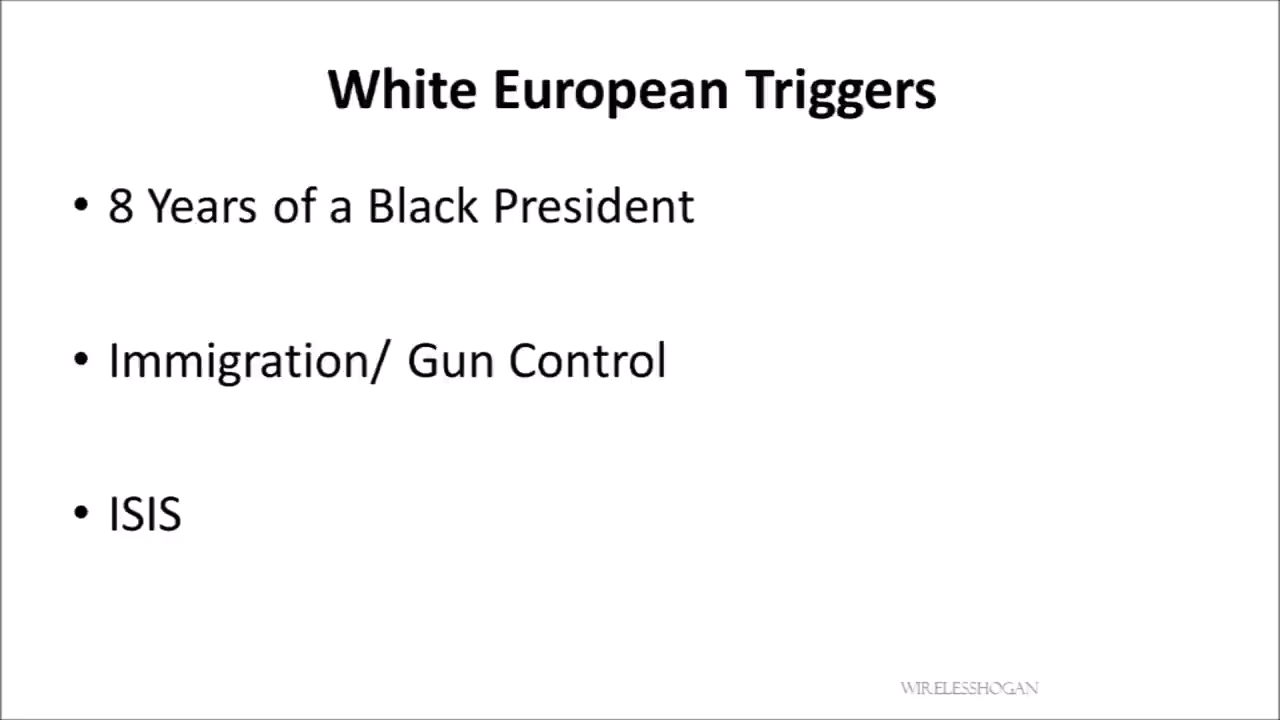 White European Triggers
• 8 Years of a Black President
• Immigration/ Gun Control
• ISIS
WIRELESSHOGAN